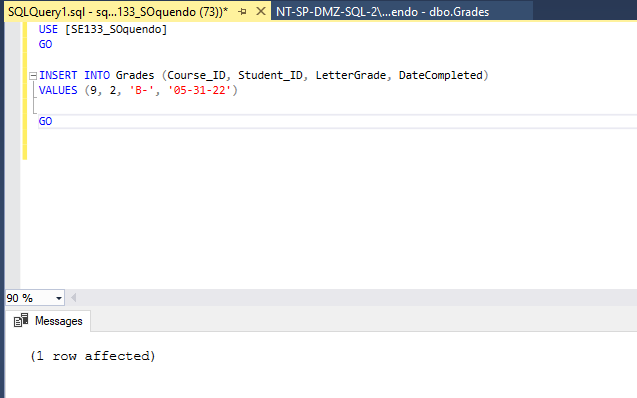 SQLQuery1.sql - sq...133_SOquendo (73))* NT-SP-DMZ-SQL-2\...endo - dbo.Grades
USE [SE133_SOquendo]
GO
INSERT INTO Grades (Course_ID, Student_ID, LetterGrade, DateCompleted)
VALUES (9, 2, 'B-', '05-31-22')
GO
90 %
Messages
(1 row affected)